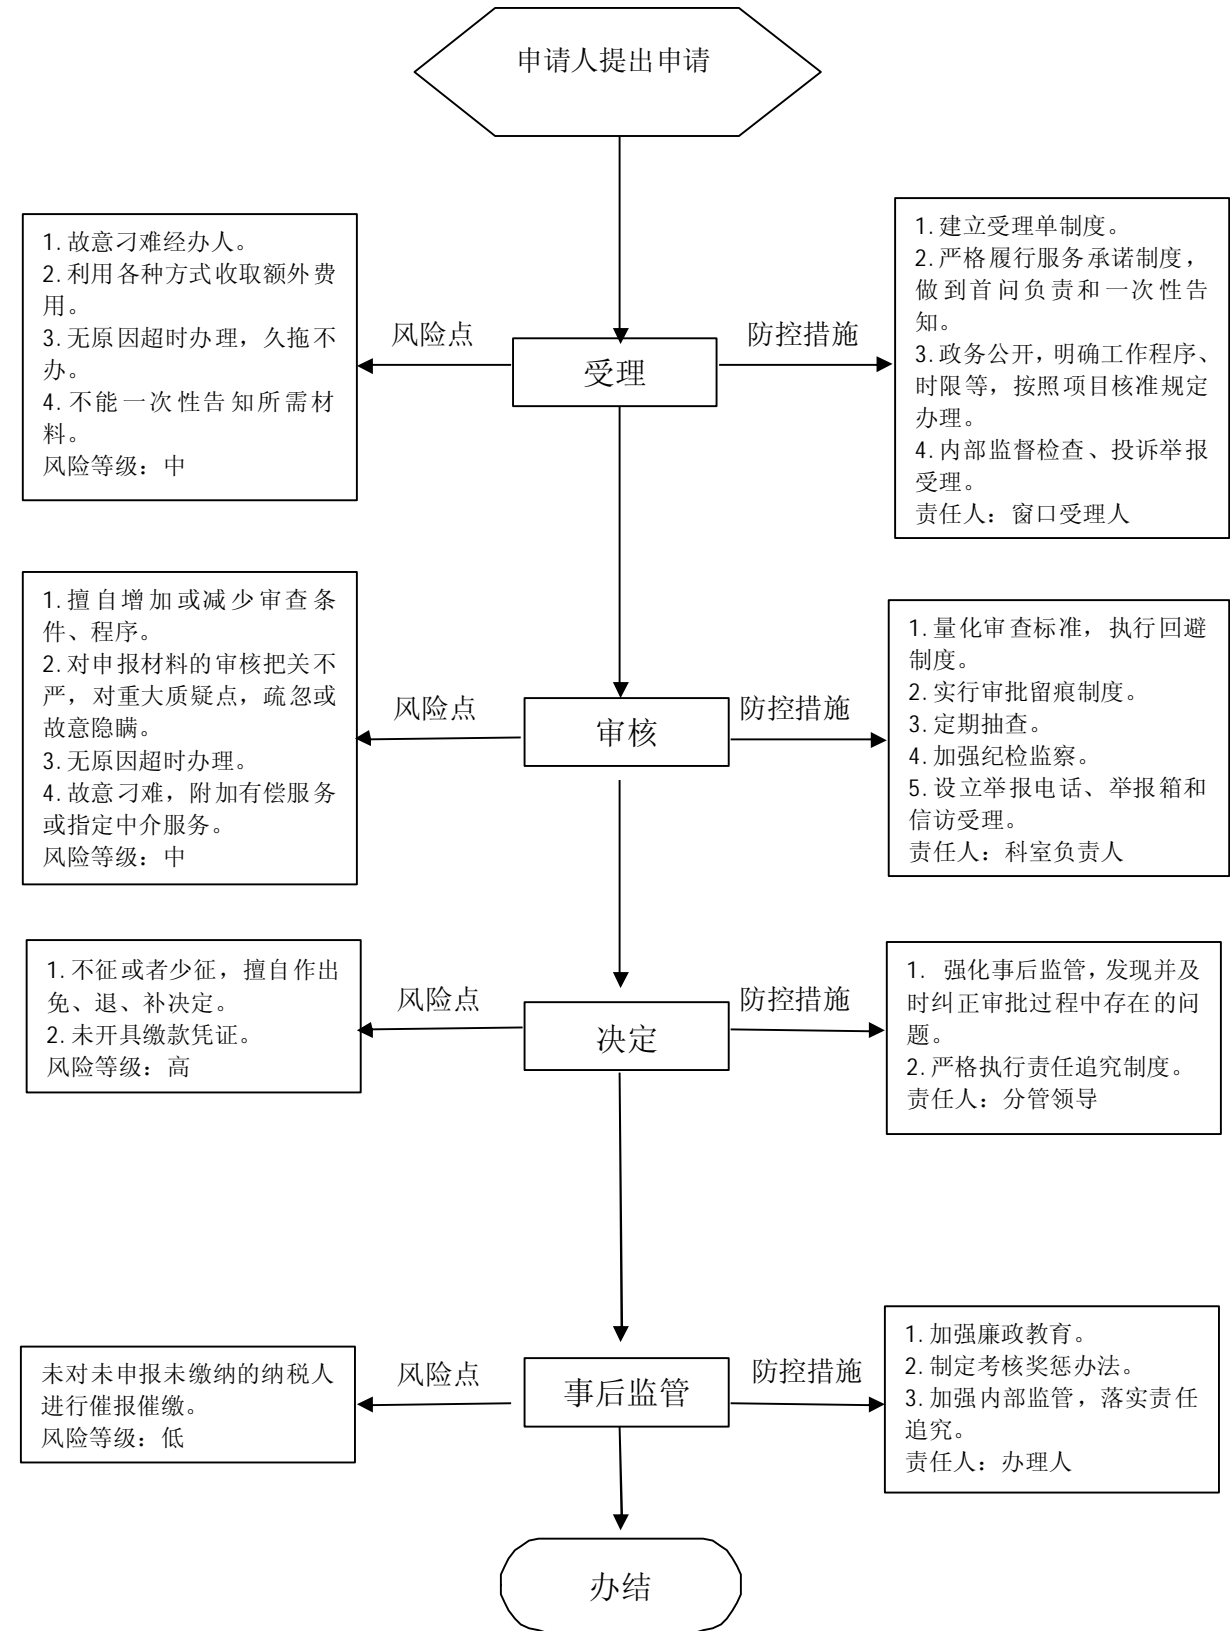 申请人提出申请
1.故意刁难经办人。
2.利用各种方式收取额外费
用。
3.无原因超时办理，久拖不
办。
4.不能一次性告知所需材
料。
风险等级：中
风险点
受理
防控措施
1.建立受理单制度。
2.严格履行服务承诺制度，
做到首问负责和一次性告
知。
3.政务公开，明确工作程序、
时限等，按照项目核准规定
办理。
4.内部监督检查、投诉举报
受理。
责任人：窗口受理人
1.擅自增加或减少审查条
件、程序。
2.对申报材料的审核把关不
严，对重大质疑点，疏忽或
故意隐瞒。
3.无原因超时办理。
4.故意刁难，附加有偿服务
或指定中介服务。
风险等级：中
风险点
审核
防控措施
1.量化审查标准，执行回避
制度。
2.实行审批留痕制度。
3.定期抽查。
4.加强纪检监察。
5.设立举报电话、举报箱和
信访受理。
责任人：科室负责人
1.不征或者少征，擅自作出
免、退、补决定。
2.未开具缴款凭证。
风险等级：高
风险点
决定
防控措施
1. 强化事后监管，发现并及
时纠正审批过程中存在的问
题。
2.严格执行责任追究制度。
责任人：分管领导
未对未申报未缴纳的纳税人
进行催报催缴。
风险等级：低
风险点
事后监管
防控措施
1.加强廉政教育。
2.制定考核奖惩办法。
3.加强内部监管，落实责任
追究。
责任人：办理人
办结